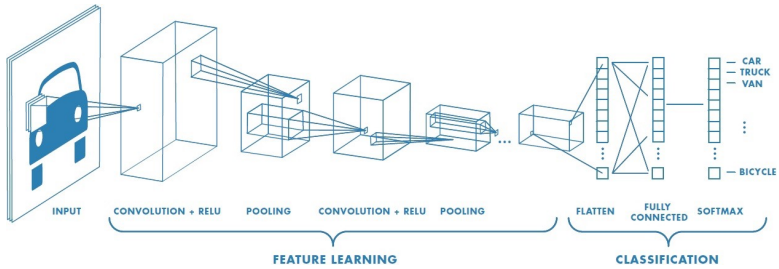 CAR
TRUCK
VAN
...
BICYCLE
INPUT
CONVOLUTION + RELU
POOLING
CONVOLUTION + RELU
POOLING
FLATTEN
FULLY
CONNECTED
SOFTMAX
FEATURE LEARNING
CLASSIFICATION